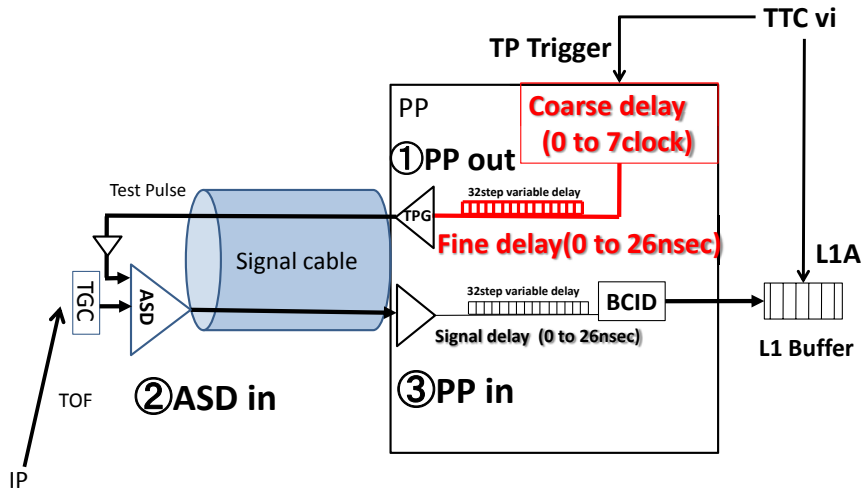 TTC vi
TP Trigger
PP
Coarse delay
(0 to 7clock)
①PP out
Test Pulse
32step variable delay
TPG
Fine delay(0 to 26nsec)
Signal cable
L1A
TGC
ASD
32step variable delay
BCID
Signal delay (0 to 26nsec)
L1 Buffer
②ASD in
③PP in
TOF
IP